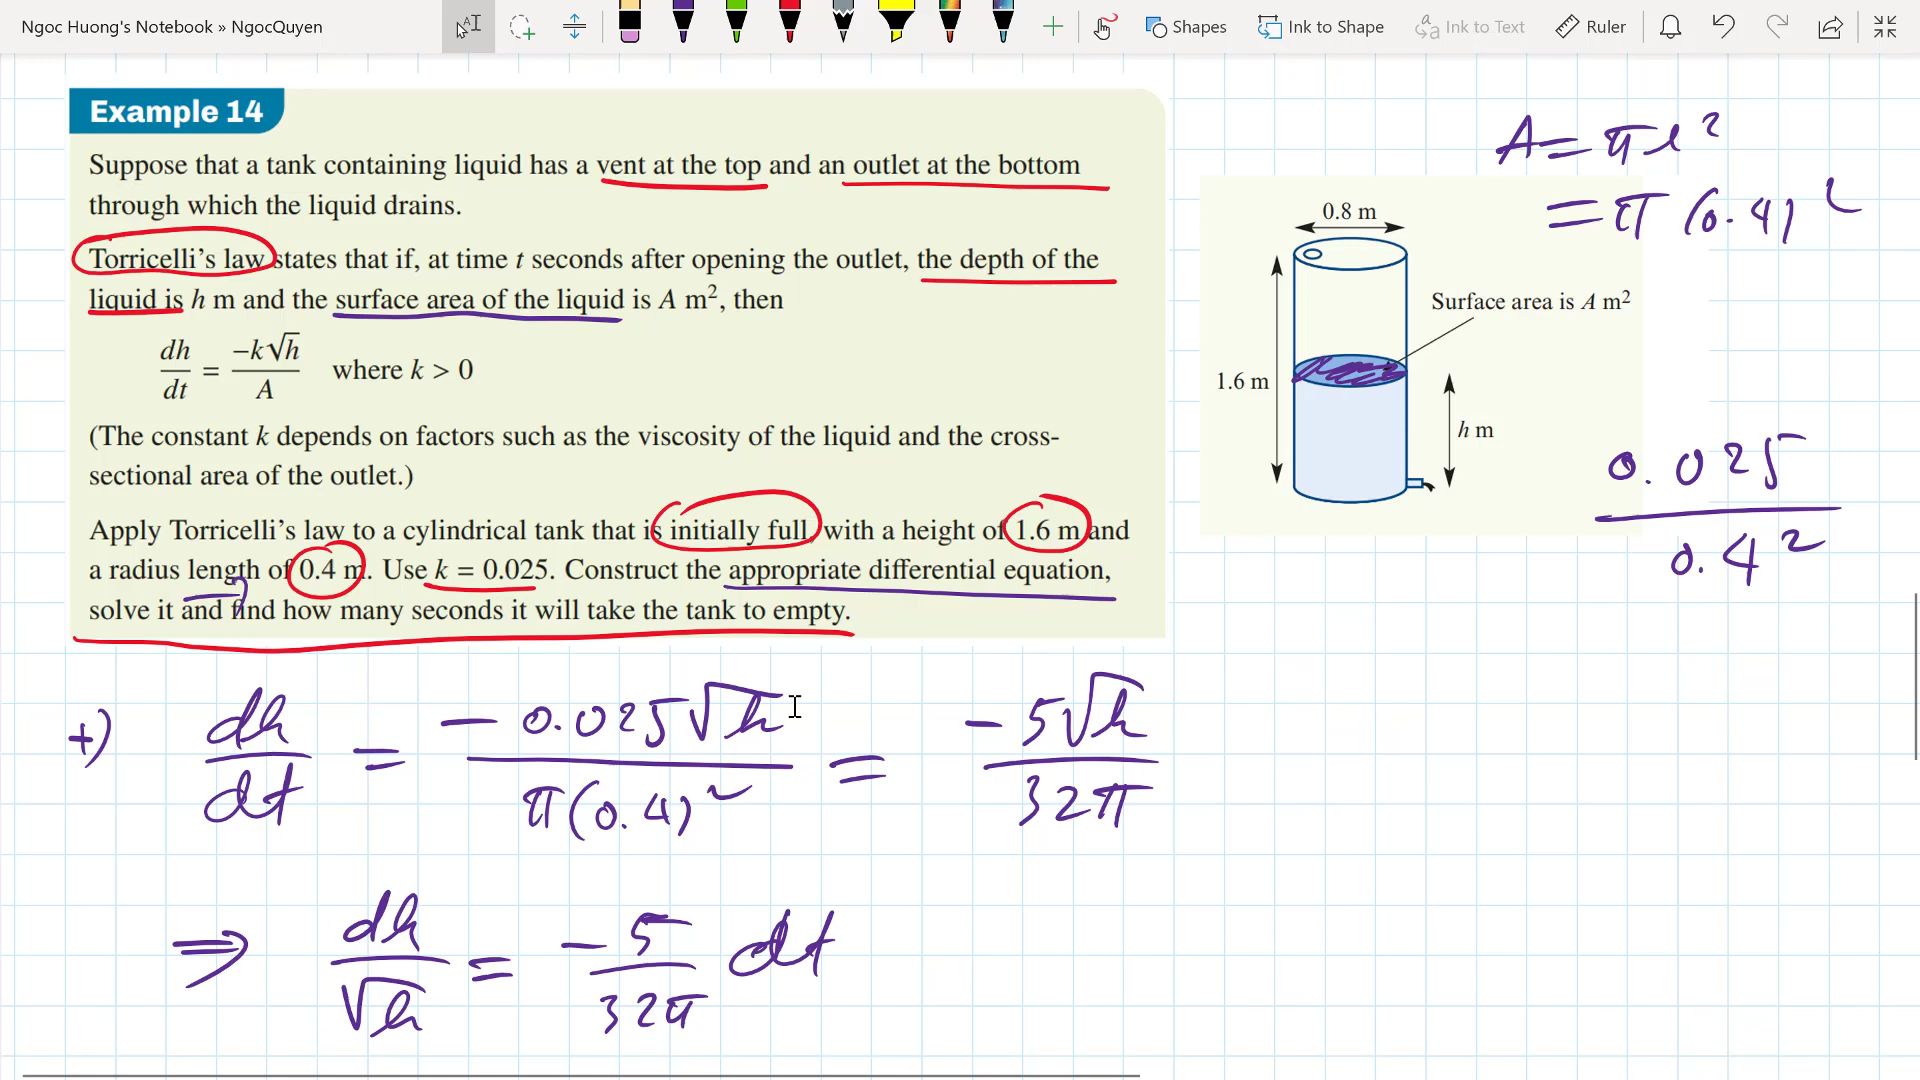 Ngoc Huong's Notebook » NgocQuyen
Shapes
Ink to Shape
Ink to Text
Ruler
Example 14
Suppose that a tank containing liquid has a vent at the top and an outlet at the bottom
through which the liquid drains.
Torricelli's law states that if, at time t seconds after opening the outlet, the depth of the
liquid is h m and the surface area of the liquid is A m², then
dh/dt = −k√h/A where k > 0
(The constant k depends on factors such as the viscosity of the liquid and the cross-
sectional area of the outlet.)
Apply Torricelli's law to a cylindrical tank that is initially full, with a height of 1.6 m and
a radius length of 0.4 m. Use k = 0.025. Construct the appropriate differential equation,
solve it and find how many seconds it will take the tank to empty.
A = πr²
= π(0.4)²
0.8 m
Surface area is A m²
1.6 m
h m
0.025/0.4²
+) dh/dt = −0.025√h/π(0.4)² = −5√h/32π
⇒ dh/√h = −5/32π dt